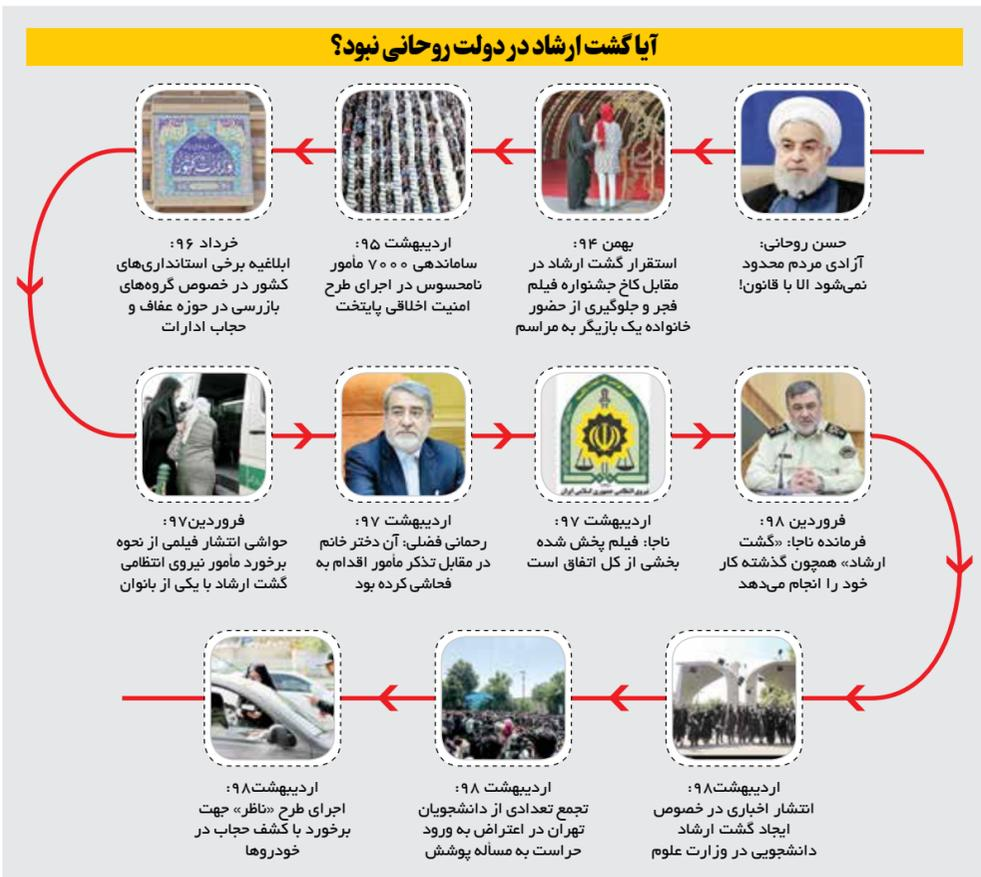 آیا گشت ارشاد در دولت روحانی نبود؟
حسن روحانی:
آزادی مردم محدود
نمی‌شود الا با قانون!
بهمن ۹۴:
استقرار گشت ارشاد در
مقابل کاخ جشنواره فیلم
فجر و جلوگیری از حضور
خانواده یک بازیگر به مراسم
اردیبهشت ۹۵:
ساماندهی ۷۰۰۰ مأمور
نامحسوس در اجرای طرح
امنیت اخلاقی پایتخت
وزارت کشور
خرداد ۹۶:
ابلاغیه برخی استانداری‌های
کشور در خصوص گروه‌های
بازرسی در حوزه عفاف و
حجاب ادارات
فروردین۹۷:
حواشی انتشار فیلمی از نحوه
برخورد مأمور نیروی انتظامی
گشت ارشاد با یکی از بانوان
اردیبهشت ۹۷:
رحمانی فضلی: آن دختر خانم
در مقابل تذکر مأمور اقدام به
فحاشی کرده بود
نیروی انتظامی جمهوری اسلامی ایران
اردیبهشت ۹۷:
ناجا: فیلم پخش شده
بخشی از کل اتفاق است
فروردین ۹۸:
فرمانده ناجا: «گشت
ارشاد» همچون گذشته کار
خود را انجام می‌دهد
اردیبهشت۹۸:
انتشار اخباری در خصوص
ایجاد گشت ارشاد
دانشجویی در وزارت علوم
اردیبهشت ۹۸:
تجمع تعدادی از دانشجویان
تهران در اعتراض به ورود
حراست به مسأله پوشش
اردیبهشت۹۸:
اجرای طرح «ناظر» جهت
برخورد با کشف حجاب در
خودروها